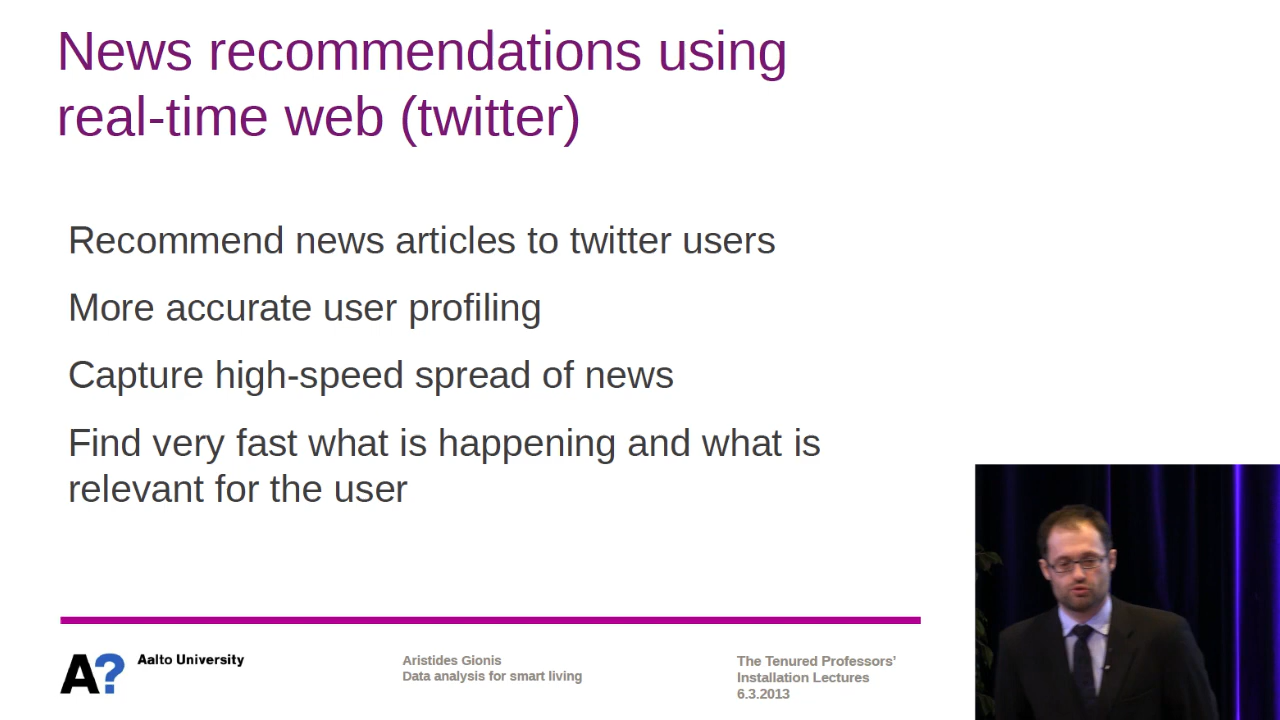 News recommendations using
real-time web (twitter)
Recommend news articles to twitter users
More accurate user profiling
Capture high-speed spread of news
Find very fast what is happening and what is
relevant for the user
A?
Aalto University
Aristides Gionis
Data analysis for smart living
The Tenured Professors’
Installation Lectures
6.3.2013